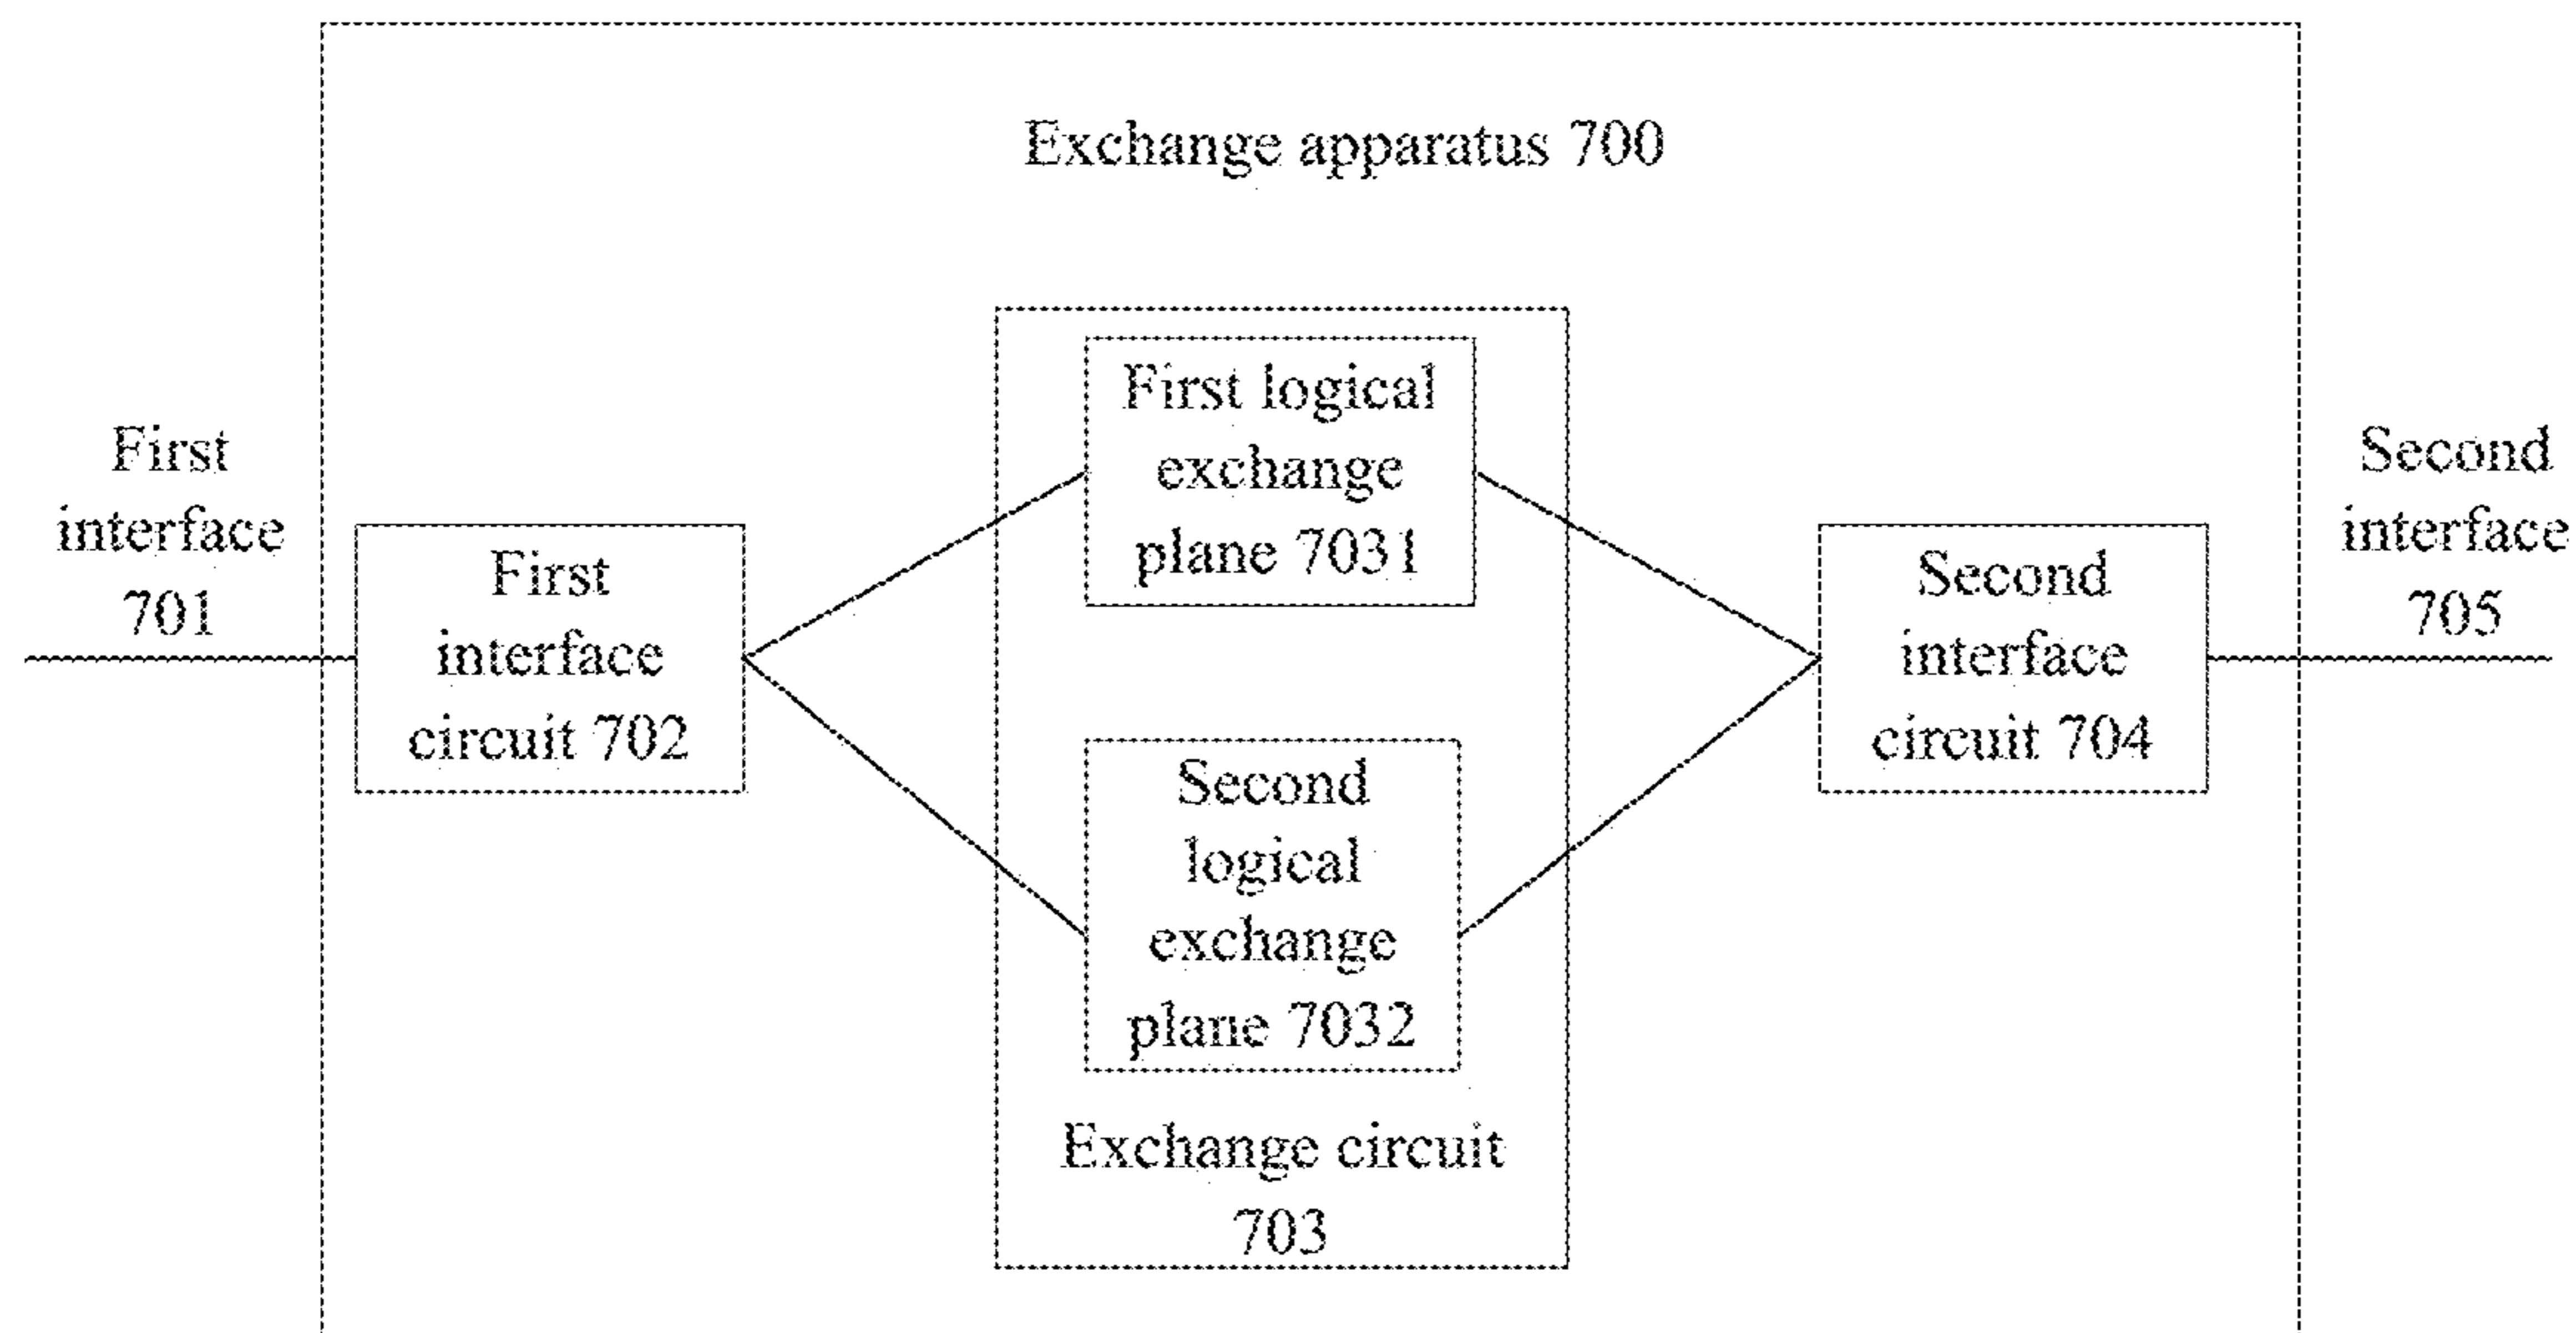 Exchange apparatus 700
First
interface
701
First
interface
circuit 702
First logical
exchange
plane 7031
Second
logical
exchange
plane 7032
Exchange circuit
703
Second
interface
circuit 704
Second
interface
705